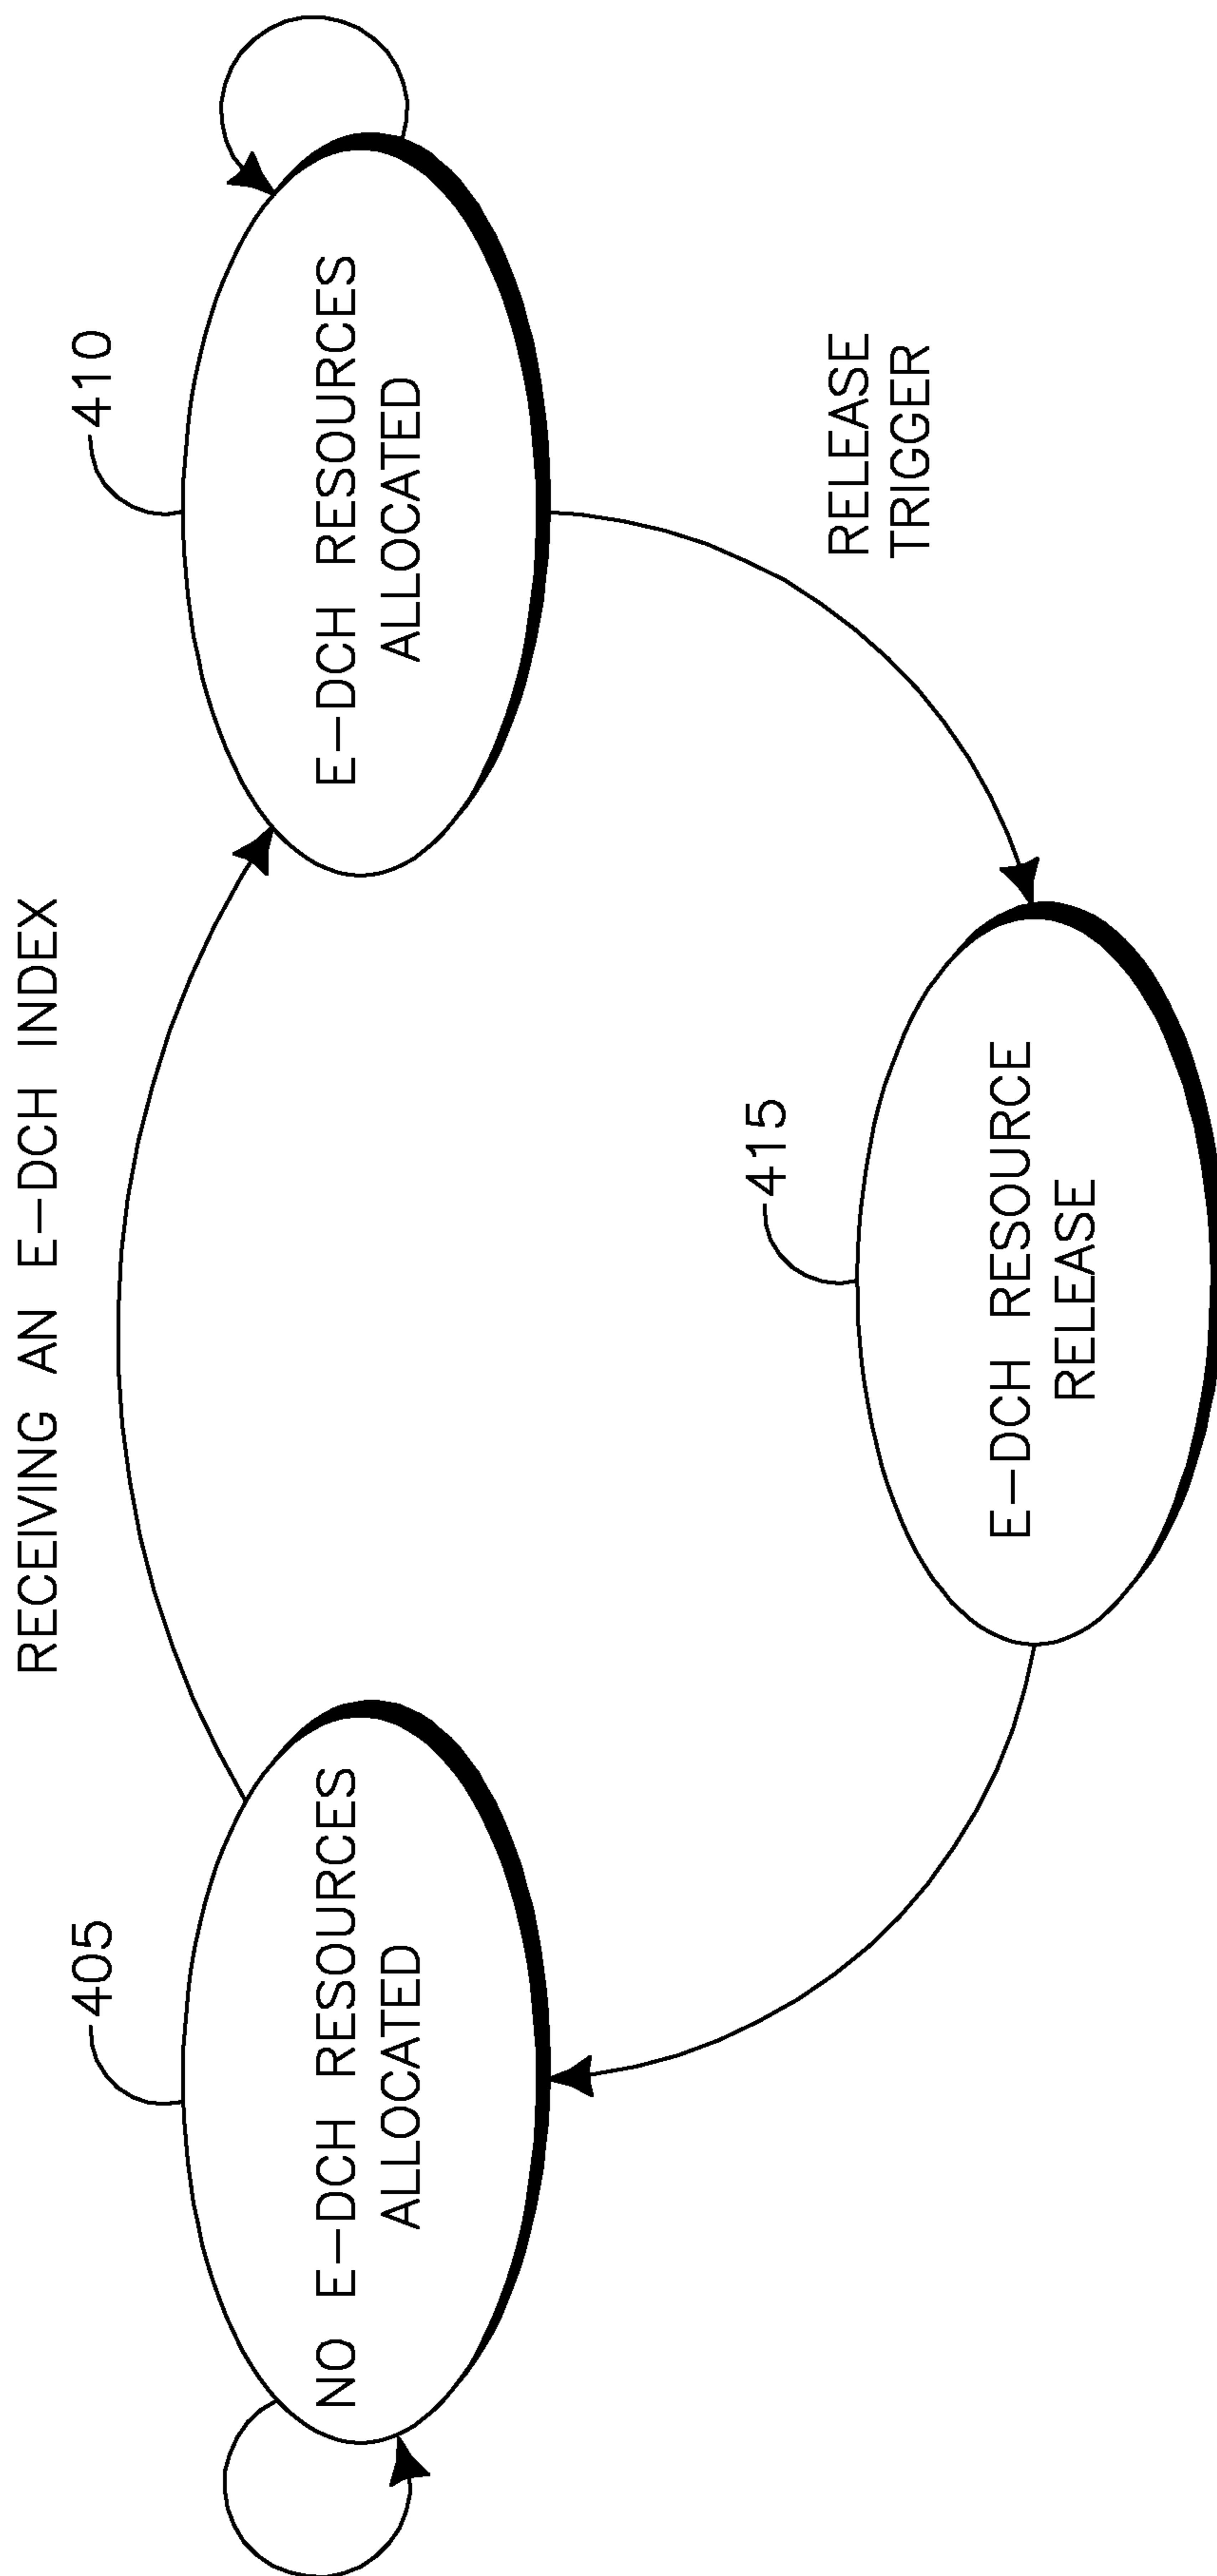 RECEIVING AN E-DCH INDEX
405
NO E-DCH RESOURCES
ALLOCATED
410
E-DCH RESOURCES
ALLOCATED
RELEASE
TRIGGER
415
E-DCH RESOURCE
RELEASE